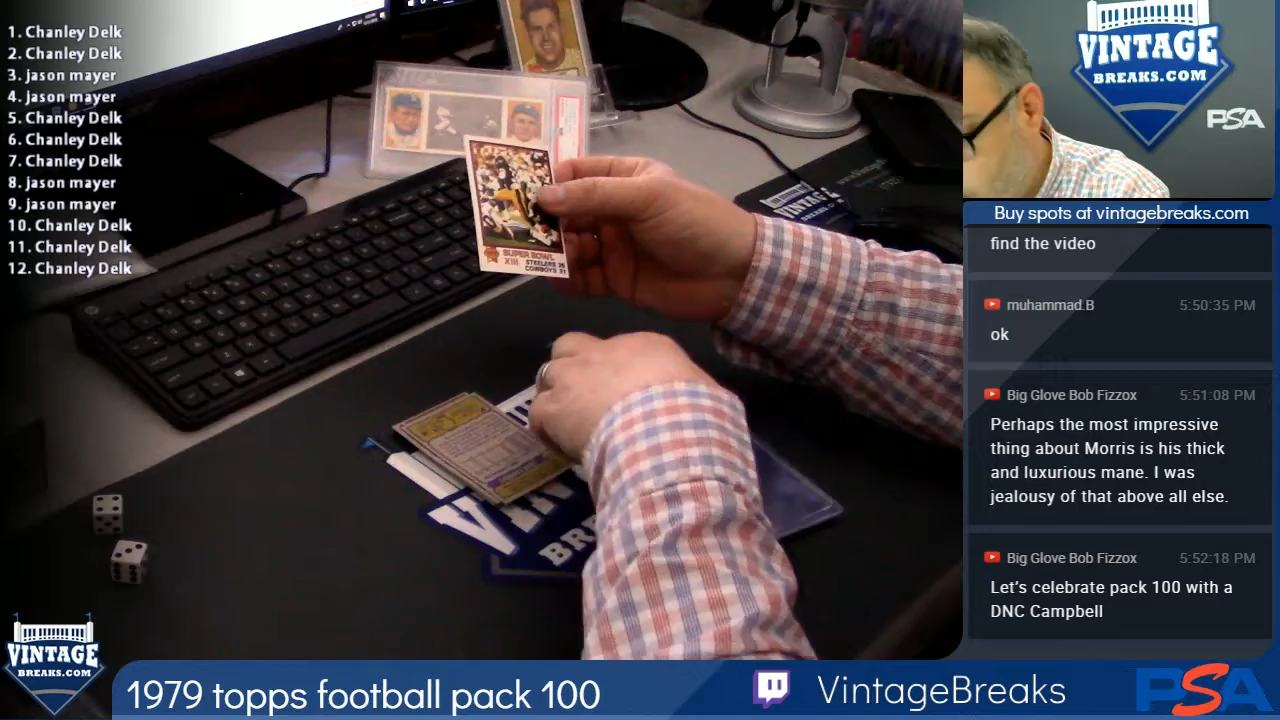 1. Chanley Delk
2. Chanley Delk
3. jason mayer
4. jason mayer
5. Chanley Delk
6. Chanley Delk
7. Chanley Delk
8. jason mayer
9. jason mayer
10. Chanley Delk
11. Chanley Delk
12. Chanley Delk
SUPER BOWL
XIII STEELERS 35
COWBOYS 31
VINTAGE
BREAKS.COM
PSA
Buy spots at vintagebreaks.com
find the video
muhammad.B 5:50:35 PM
ok
Big Glove Bob Fizzox 5:51:08 PM
Perhaps the most impressive
thing about Morris is his thick
and luxurious mane. I was
jealousy of that above all else.
Big Glove Bob Fizzox 5:52:18 PM
Let's celebrate pack 100 with a
DNC Campbell
VINTAGE
BREAKS.COM
1979 topps football pack 100
VintageBreaks
PSA